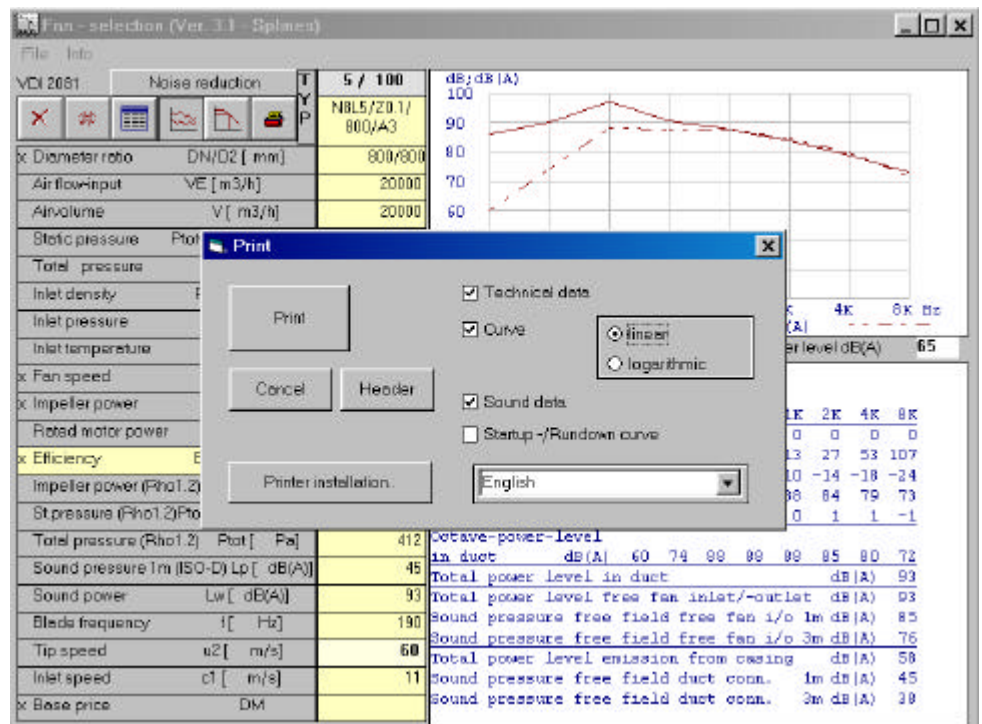 Fan - selection (Ver. 3.1 - Splines)
File Info
VDI 2081 Noise reduction
T
Y
P
5 / 100
N8L5/Z0.1/
800/A3
x Diameter ratio DN/D2 [ mm] 800/800
Airflow-input VE [ m3/h] 20000
Airvolume V [ m3/h] 20000
Static pressure Ptot
Total pressure
Inlet density
Inlet pressure
Inlet temperature
x Fan speed
x Impeller power
Rated motor power
x Efficiency E
Impeller power (Rho1.2)
St.pressure (Rho1.2)Pto
Total pressure (Rho1.2) Ptot [ Pa] 412
Sound pressure 1m (ISO-D) Lp [ dB(A)] 45
Sound power Lw [ dB(A)] 93
Blade frequency f[ Hz] 190
Tip speed u2 [ m/s] 60
Inlet speed c1 [ m/s] 11
x Base price DM
dB;dB(A)
100
90
80
70
60
4K 8K Hz
(A)
er level dB(A) 65
1K 2K 4K 8K
0 0 0 0
13 27 53 107
10 -14 -18 -24
88 84 79 73
0 1 1 -1
Octave-power-level
in duct dB(A) 60 74 88 88 88 85 80 72
Total power level in duct dB(A) 93
Total power level free fan inlet/-outlet dB(A) 93
Sound pressure free field free fan i/o 1m dB(A) 85
Sound pressure free field free fan i/o 3m dB(A) 76
Total power level emission from casing dB(A) 58
Sound pressure free field duct conn. 1m dB(A) 45
Sound pressure free field duct conn. 3m dB(A) 38
Print
Print
Cancel
Header
Printer installation..
Technical data
Curve
linear
logarithmic
Sound data
Startup-/Rundown curve
English